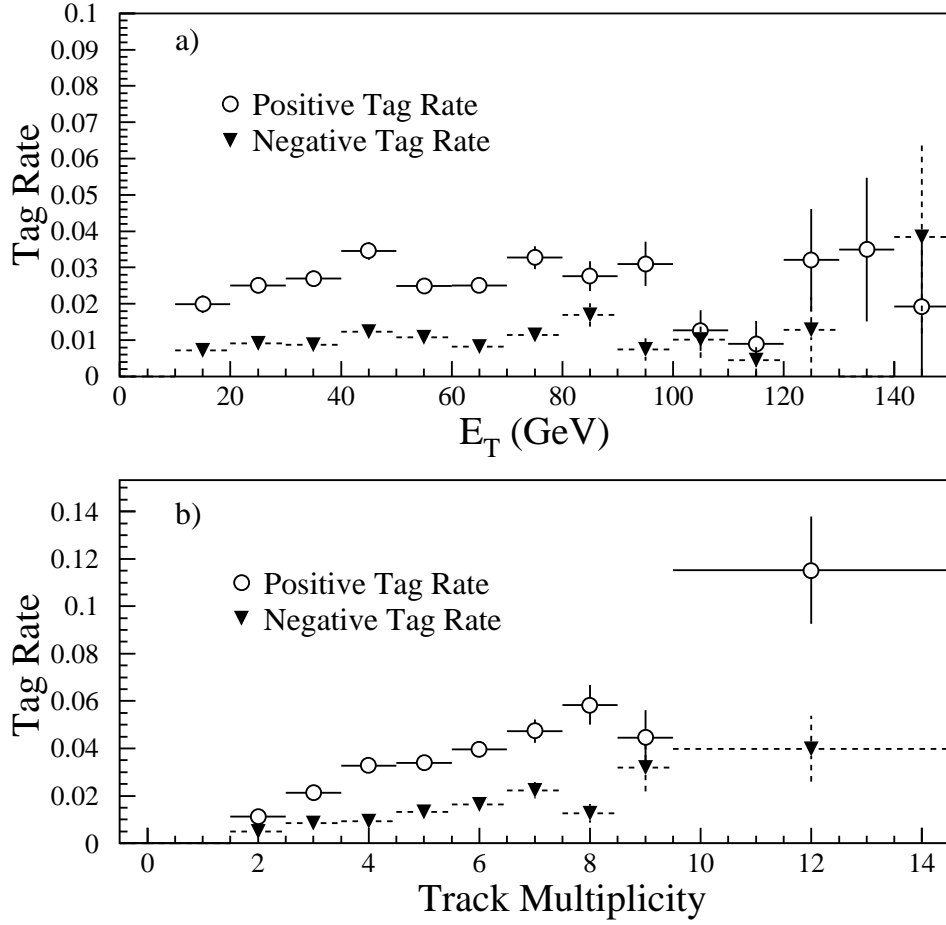 0.1
a)
0.09
0.08
Positive Tag Rate
0.07
Negative Tag Rate
0.06
0.05
0.04
0.03
0.02
0.01
0
Tag Rate
0 20 40 60 80 100 120 140
E_T (GeV)
b)
0.14
0.12
Positive Tag Rate
0.1
Negative Tag Rate
0.08
0.06
0.04
0.02
0
Tag Rate
0 2 4 6 8 10 12 14
Track Multiplicity